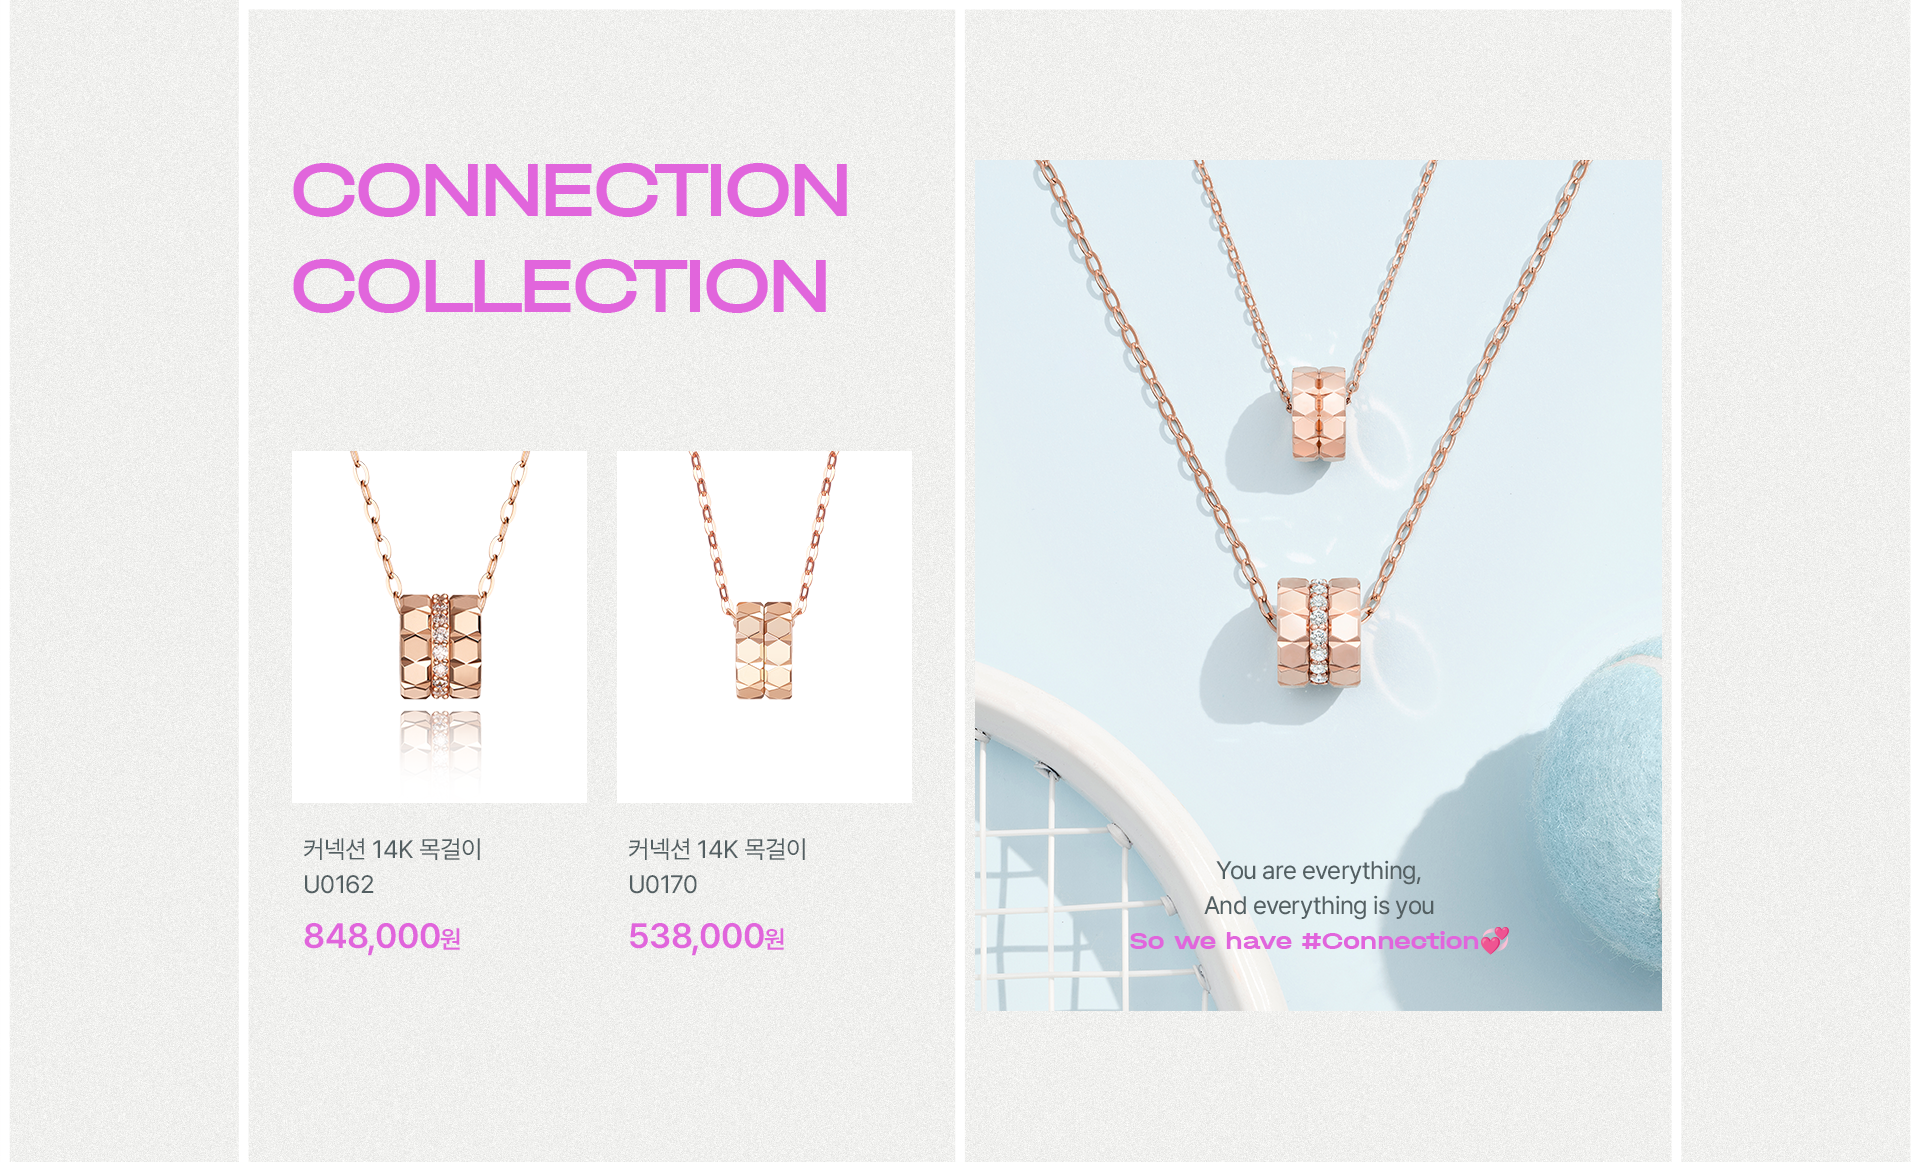 CONNECTION
COLLECTION
커넥션 14K 목걸이
U0162
848,000원
커넥션 14K 목걸이
U0170
538,000원
You are everything,
And everything is you
So we have #Connection💞